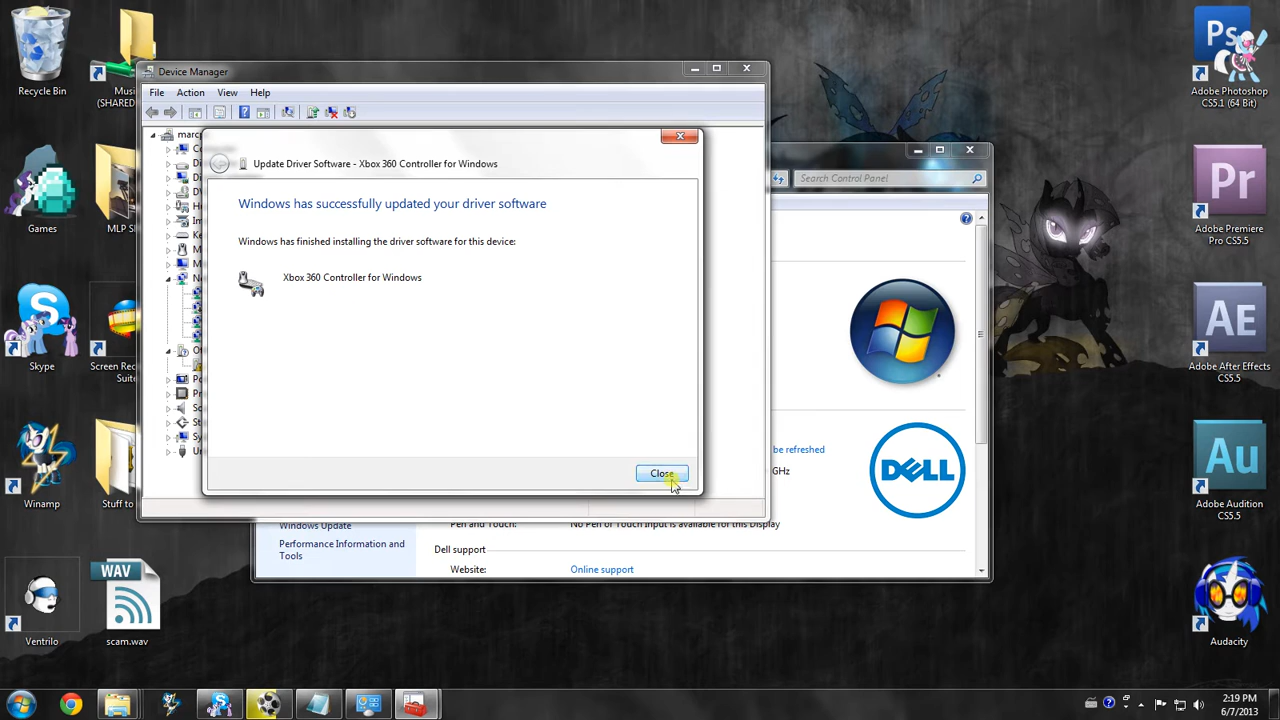 Recycle Bin
Musi
(SHARED
Ps
Adobe Photoshop
CS5.1 (64 Bit)
Device Manager
File Action View Help
marc
Update Driver Software - Xbox 360 Controller for Windows
Windows has successfully updated your driver software
Windows has finished installing the driver software for this device:
Xbox 360 Controller for Windows
Close
Search Control Panel
Games
MLP S
Pr
Adobe Premiere
Pro CS5.5
Skype
Screen Rec
Suite
AE
Adobe After Effects
CS5.5
be refreshed
GHz
DELL
Winamp
Stuff to
Au
Adobe Audition
CS5.5
Windows Update
Pen and Touch: No Pen or Touch Input is available for this Display
Performance Information and
Tools
Dell support
Website: Online support
WAV
Ventrilo
scam.wav
Audacity
2:19 PM
6/7/2013